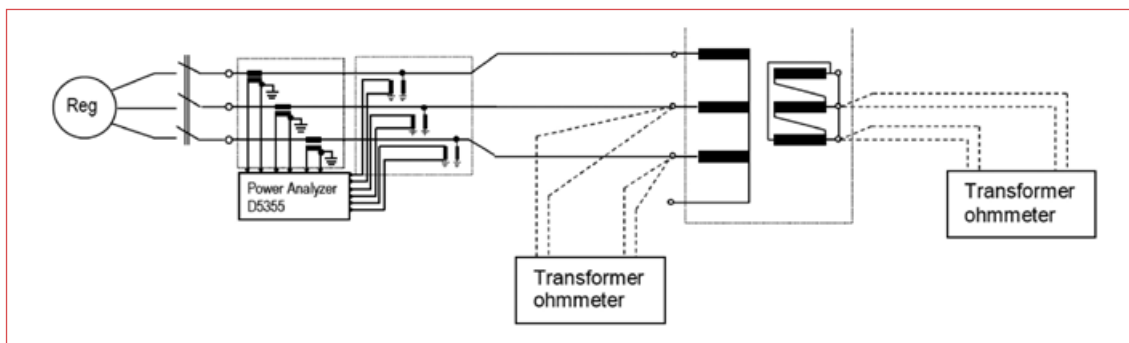 Reg
Power Analyzer
D5355
Transformer
ohmmeter
Transformer
ohmmeter